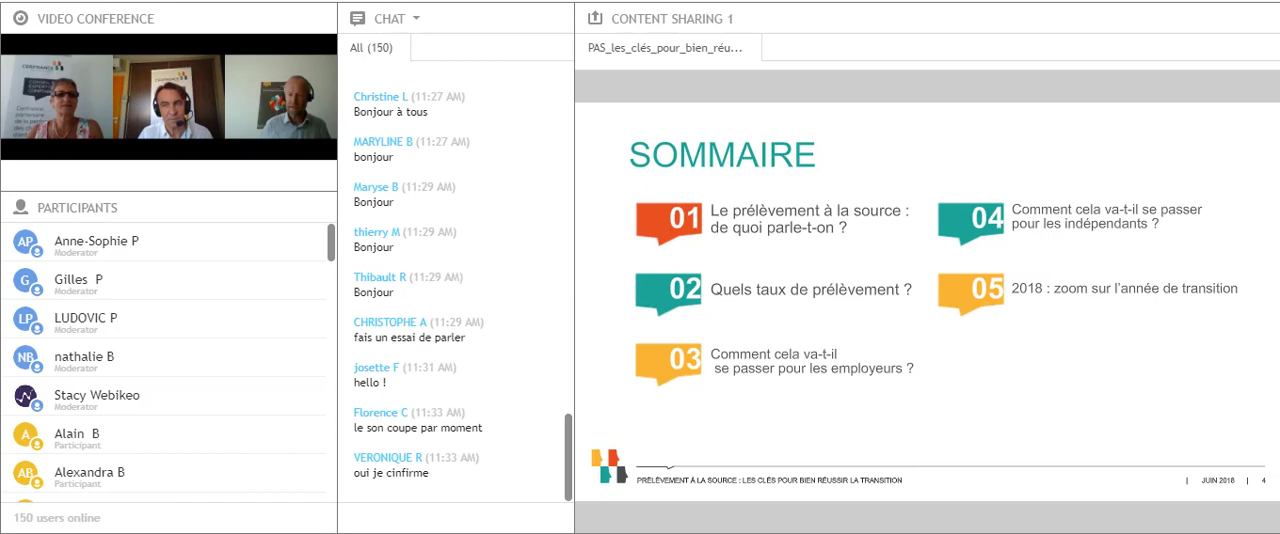 VIDEO CONFERENCE
CERFRANCE
CONSEIL &
EXPERTISE
COMPTABLE
PARTICIPANTS
AP
Anne-Sophie P
Moderator
G
Gilles P
Moderator
LP
LUDOVIC P
Moderator
NB
nathalie B
Moderator
Stacy Webikeo
Moderator
A
Alain B
Participant
AB
Alexandra B
Participant
150 users online
CHAT
All (150)
Christine L (11:27 AM)
Bonjour à tous
MARYLINE B (11:27 AM)
bonjour
Maryse B (11:29 AM)
Bonjour
thierry M (11:29 AM)
Bonjour
Thibault R (11:29 AM)
Bonjour
CHRISTOPHE A (11:29 AM)
fais un essai de parler
josette F (11:31 AM)
hello !
Florence C (11:33 AM)
le son coupe par moment
VERONIQUE R (11:33 AM)
oui je cinfirme
CONTENT SHARING 1
PAS_les_clés_pour_bien_réu...
SOMMAIRE
01 Le prélèvement à la source :
de quoi parle-t-on ?
02 Quels taux de prélèvement ?
03 Comment cela va-t-il
se passer pour les employeurs ?
04 Comment cela va-t-il se passer
pour les indépendants ?
05 2018 : zoom sur l'année de transition
PRÉLÈVEMENT À LA SOURCE : LES CLÉS POUR BIEN RÉUSSIR LA TRANSITION
| JUIN 2018 | 4